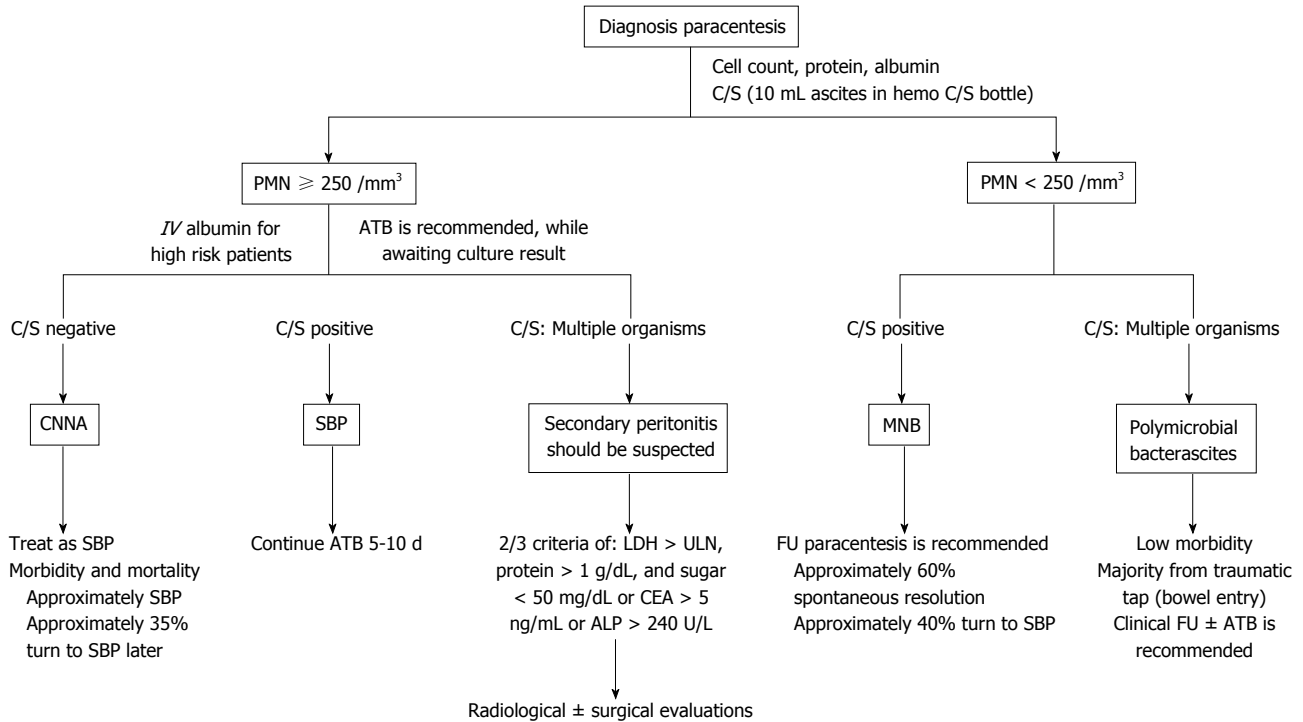 Diagnosis paracentesis
Cell count, protein, albumin
C/S (10 mL ascites in hemo C/S bottle)
PMN ≥ 250 /mm³
PMN < 250 /mm³
IV albumin for
high risk patients
ATB is recommended, while
awaiting culture result
C/S negative
C/S positive
C/S: Multiple organisms
C/S positive
C/S: Multiple organisms
CNNA
SBP
Secondary peritonitis
should be suspected
MNB
Polymicrobial
bacterascites
Treat as SBP
Morbidity and mortality
Approximately SBP
Approximately 35%
turn to SBP later
Continue ATB 5-10 d
2/3 criteria of: LDH > ULN,
protein > 1 g/dL, and sugar
< 50 mg/dL or CEA > 5
ng/mL or ALP > 240 U/L
FU paracentesis is recommended
Approximately 60%
spontaneous resolution
Approximately 40% turn to SBP
Low morbidity
Majority from traumatic
tap (bowel entry)
Clinical FU ± ATB is
recommended
Radiological ± surgical evaluations